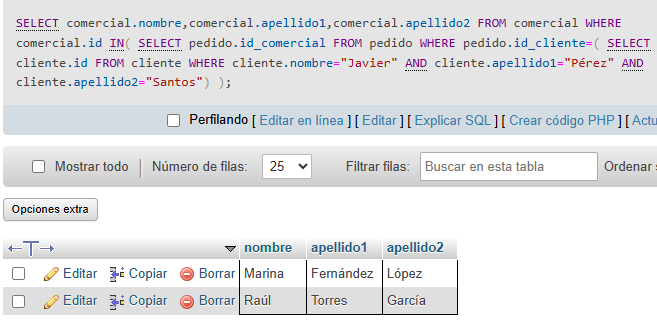 SELECT comercial.nombre,comercial.apellido1,comercial.apellido2 FROM comercial WHERE
comercial.id IN( SELECT pedido.id_comercial FROM pedido WHERE pedido.id_cliente=( SELECT
cliente.id FROM cliente WHERE cliente.nombre="Javier" AND cliente.apellido1="Pérez" AND
cliente.apellido2="Santos") );
Perfilando [ Editar en línea ] [ Editar ] [ Explicar SQL ] [ Crear código PHP ] [ Actu
Mostrar todo Número de filas: 25 Filtrar filas: Buscar en esta tabla Ordenar s
Opciones extra
nombre apellido1 apellido2
Editar Copiar Borrar Marina Fernández López
Editar Copiar Borrar Raúl Torres García